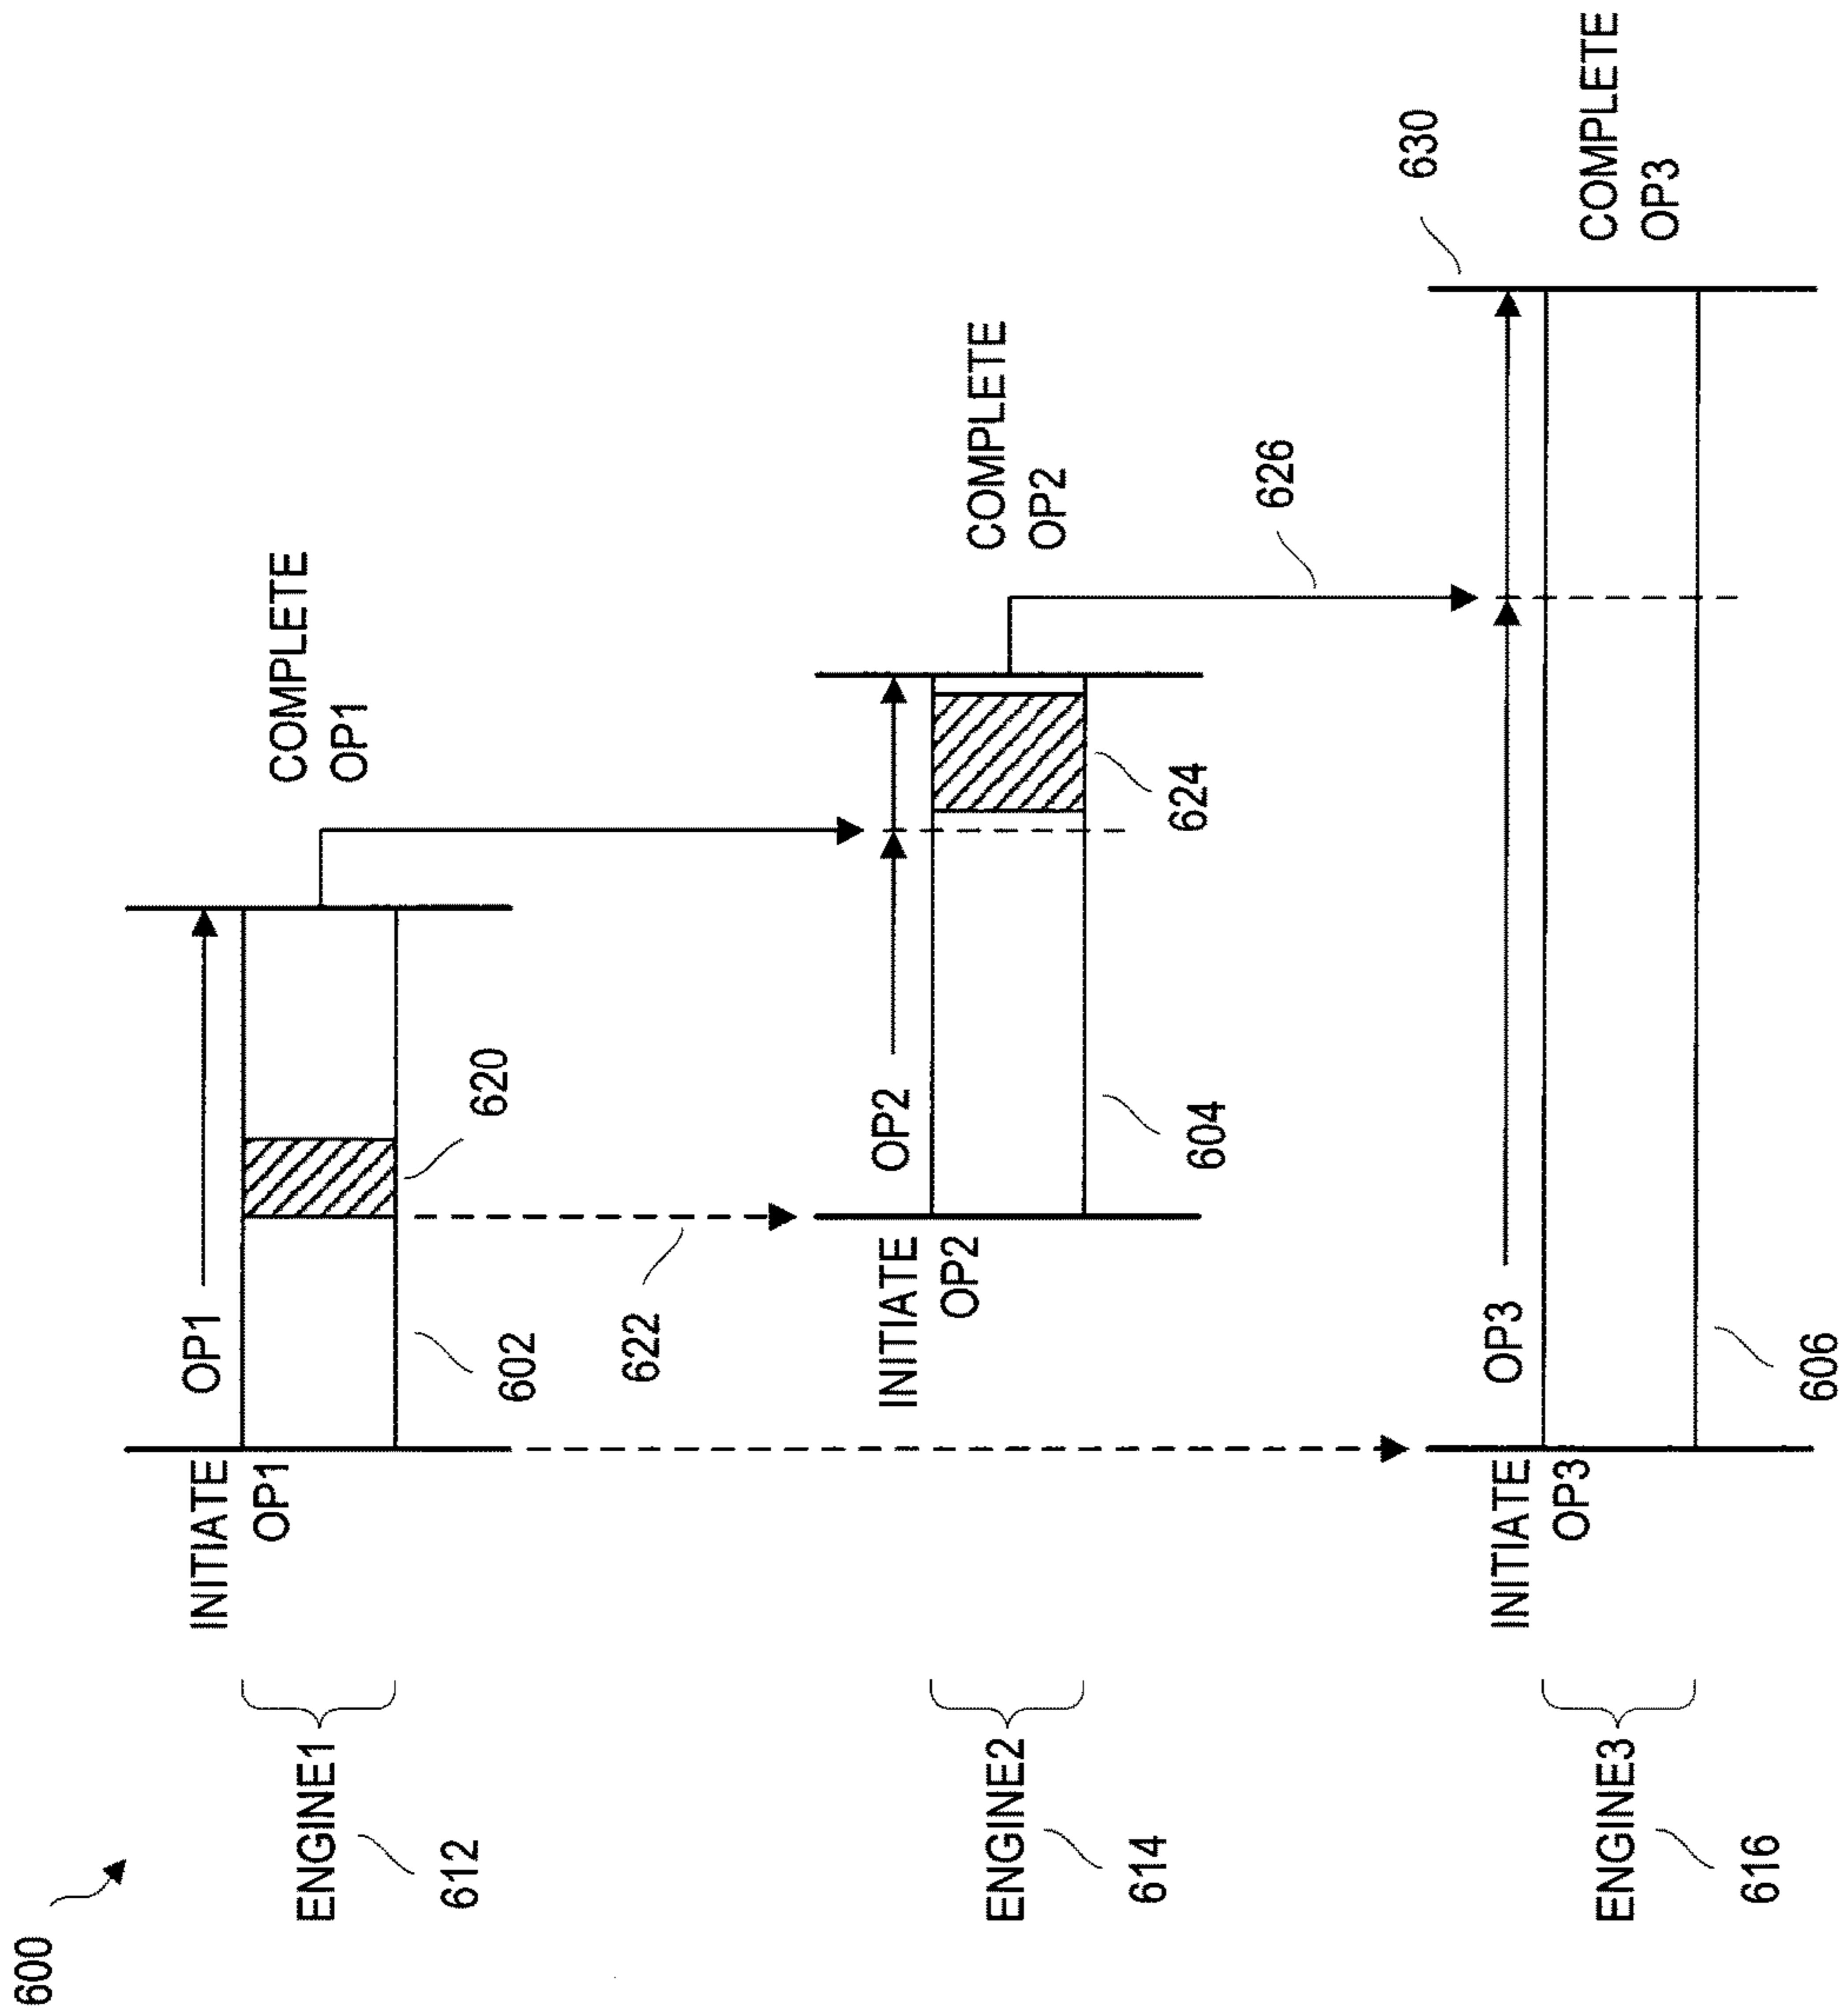 600
OP1
COMPLETE
OP1
INITIATE
OP1
ENGINE1
612
602
620
622
OP2
COMPLETE
OP2
INITIATE
OP2
ENGINE2
614
604
624
626
630
OP3
COMPLETE
OP3
INITIATE
OP3
ENGINE3
616
606